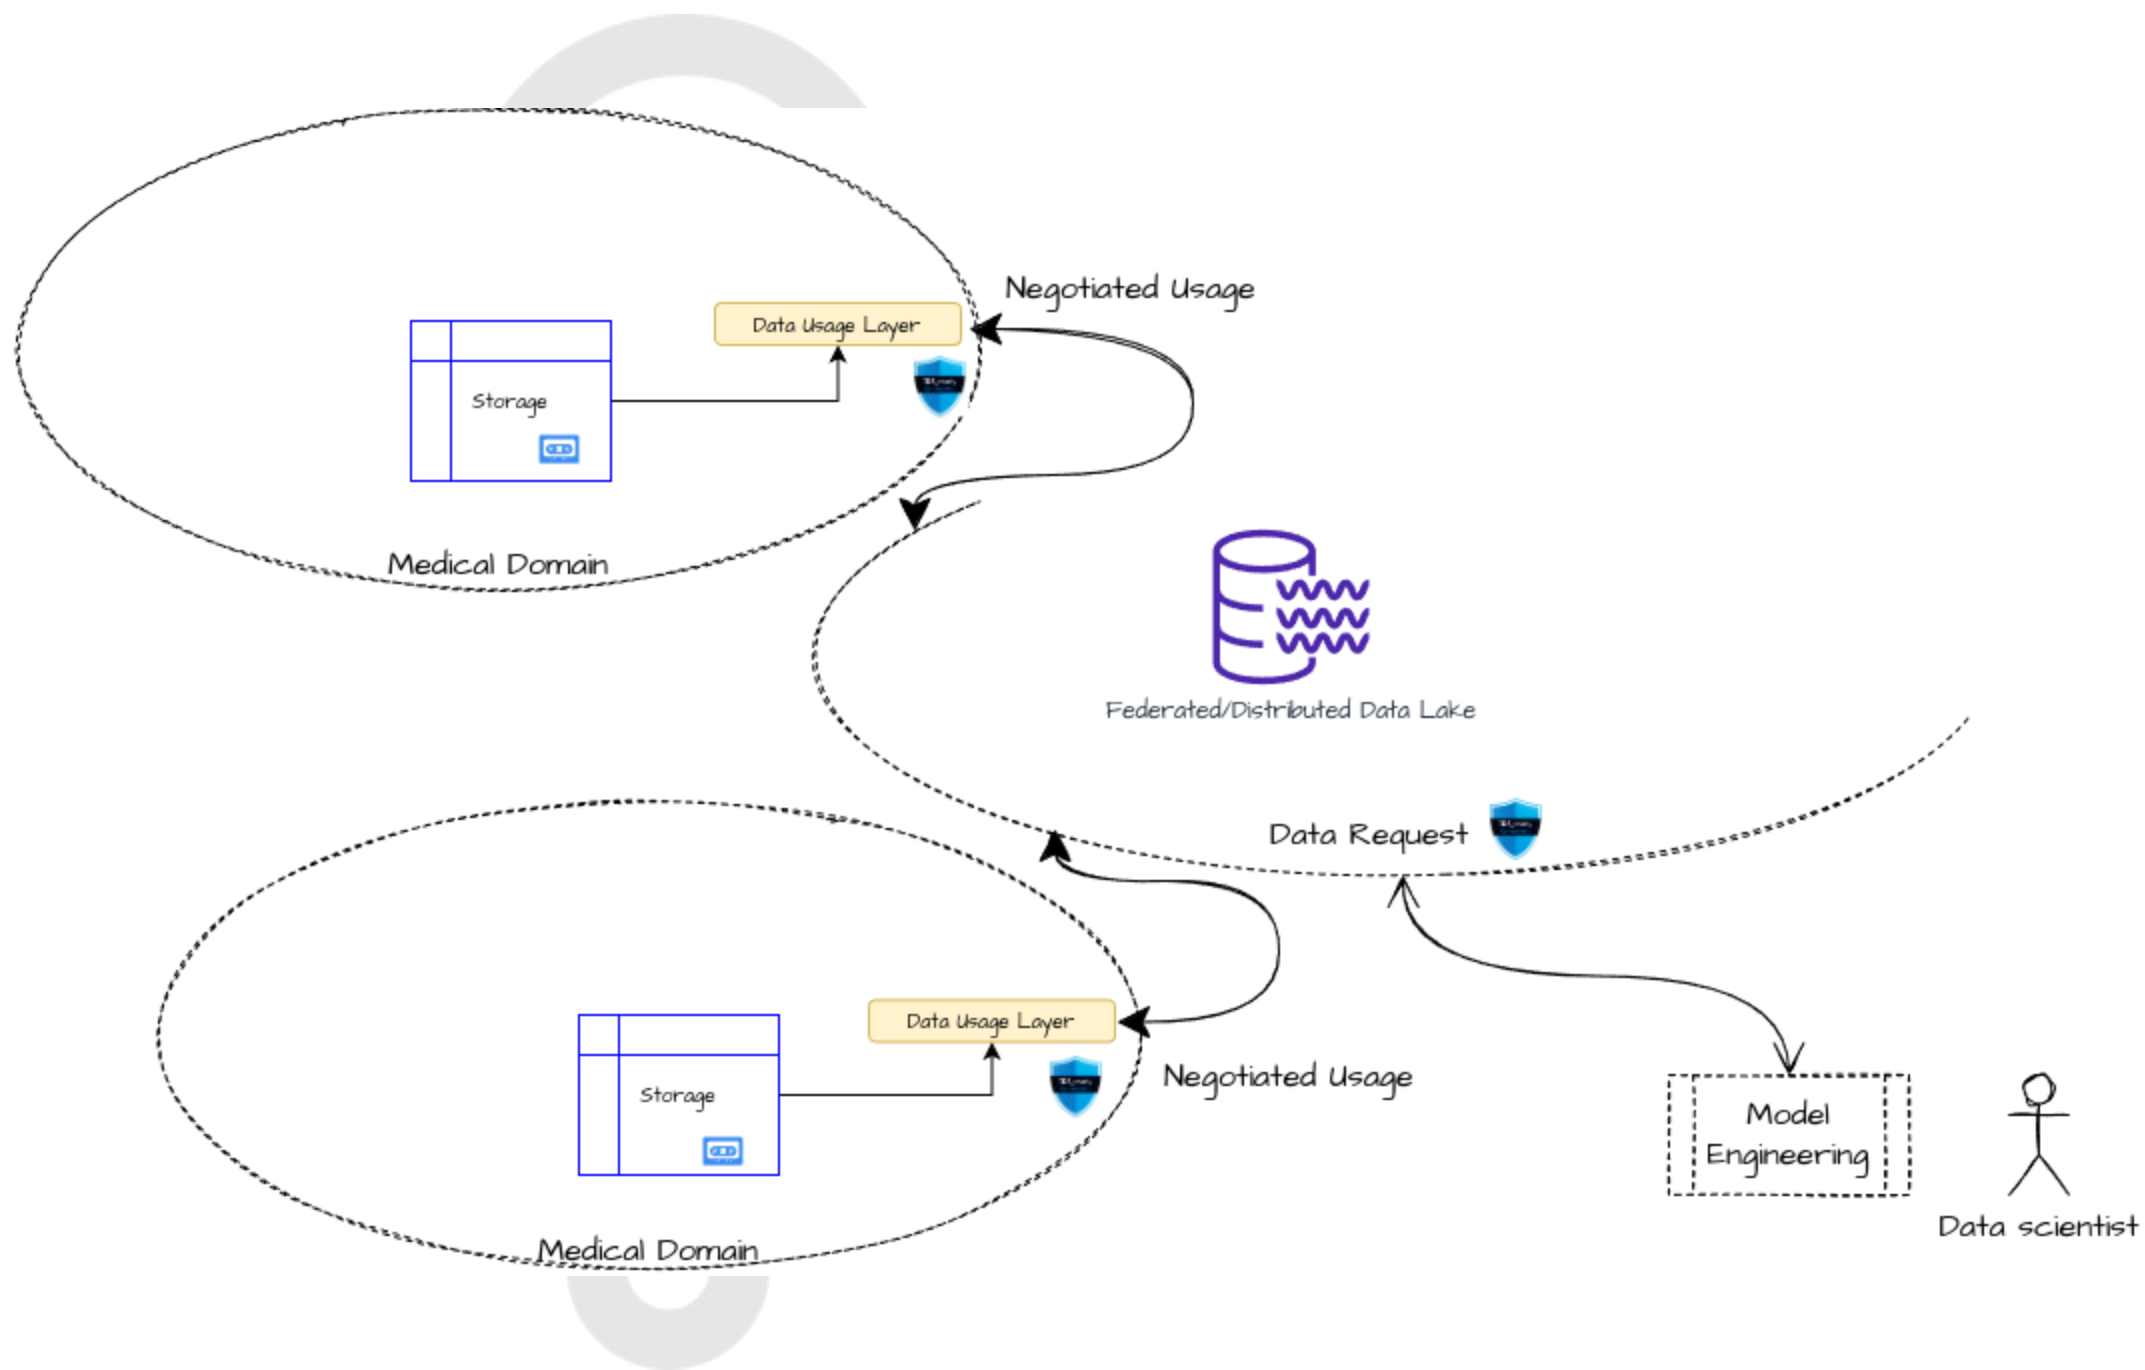 Negotiated Usage
Data Usage Layer
Storage
Medical Domain
Federated/Distributed Data Lake
Data Request
Data Usage Layer
Storage
Negotiated Usage
Medical Domain
Model
Engineering
Data scientist